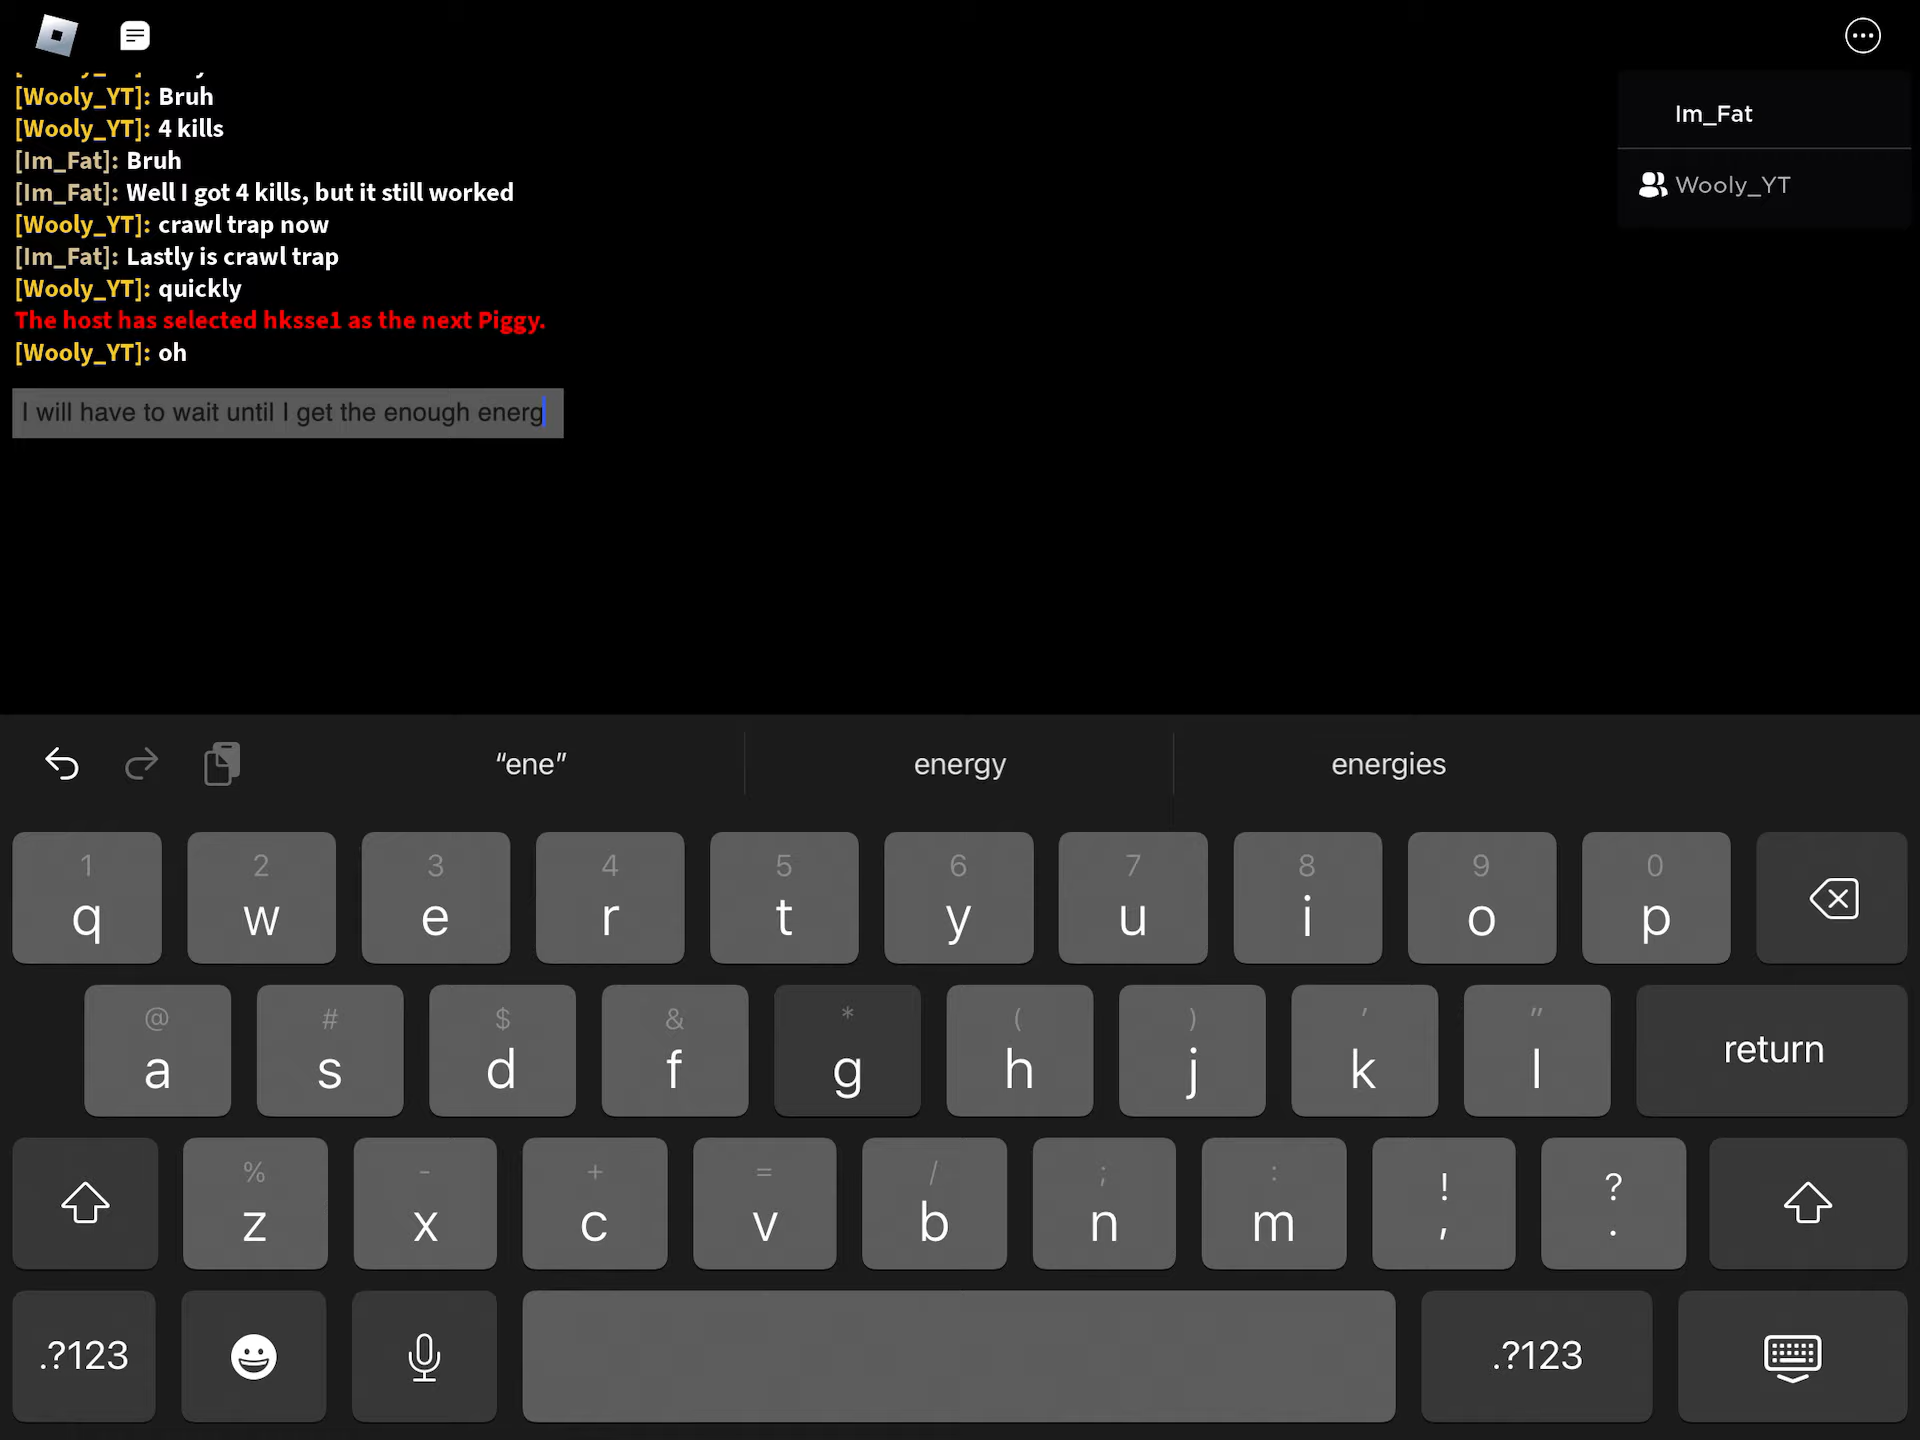 [Wooly_YT]: Bruh
[Wooly_YT]: 4 kills
[Im_Fat]: Bruh
[Im_Fat]: Well I got 4 kills, but it still worked
[Wooly_YT]: crawl trap now
[Im_Fat]: Lastly is crawl trap
[Wooly_YT]: quickly
The host has selected hksse1 as the next Piggy.
[Wooly_YT]: oh
I will have to wait until I get the enough energ
Im_Fat
Wooly_YT
“ene” energy energies
1 2 3 4 5 6 7 8 9 0
q w e r t y u i o p
@ # $ & * ( ) ' "
a s d f g h j k l return
% - + = / ; : ! ?
z x c v b n m , .
.?123 .?123